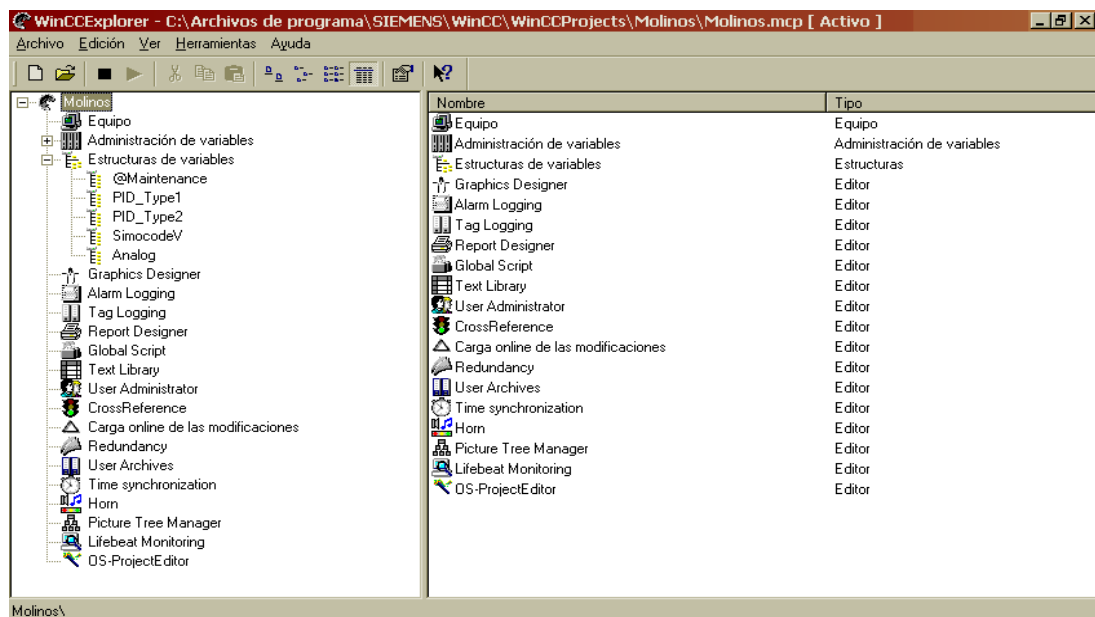 WinCCExplorer - C:\Archivos de programa\SIEMENS\WinCC\WinCCProjects\Molinos\Molinos.mcp [ Activo ]
Archivo Edición Ver Herramientas Ayuda
Molinos
Equipo
Administración de variables
Estructuras de variables
@Maintenance
PID_Type1
PID_Type2
SimocodeV
Analog
Graphics Designer
Alarm Logging
Tag Logging
Report Designer
Global Script
Text Library
User Administrator
CrossReference
Carga online de las modificaciones
Redundancy
User Archives
Time synchronization
Horn
Picture Tree Manager
Lifebeat Monitoring
OS-ProjectEditor
Nombre Tipo
Equipo Equipo
Administración de variables Administración de variables
Estructuras de variables Estructuras
Graphics Designer Editor
Alarm Logging Editor
Tag Logging Editor
Report Designer Editor
Global Script Editor
Text Library Editor
User Administrator Editor
CrossReference Editor
Carga online de las modificaciones Editor
Redundancy Editor
User Archives Editor
Time synchronization Editor
Horn Editor
Picture Tree Manager Editor
Lifebeat Monitoring Editor
OS-ProjectEditor Editor
Molinos\